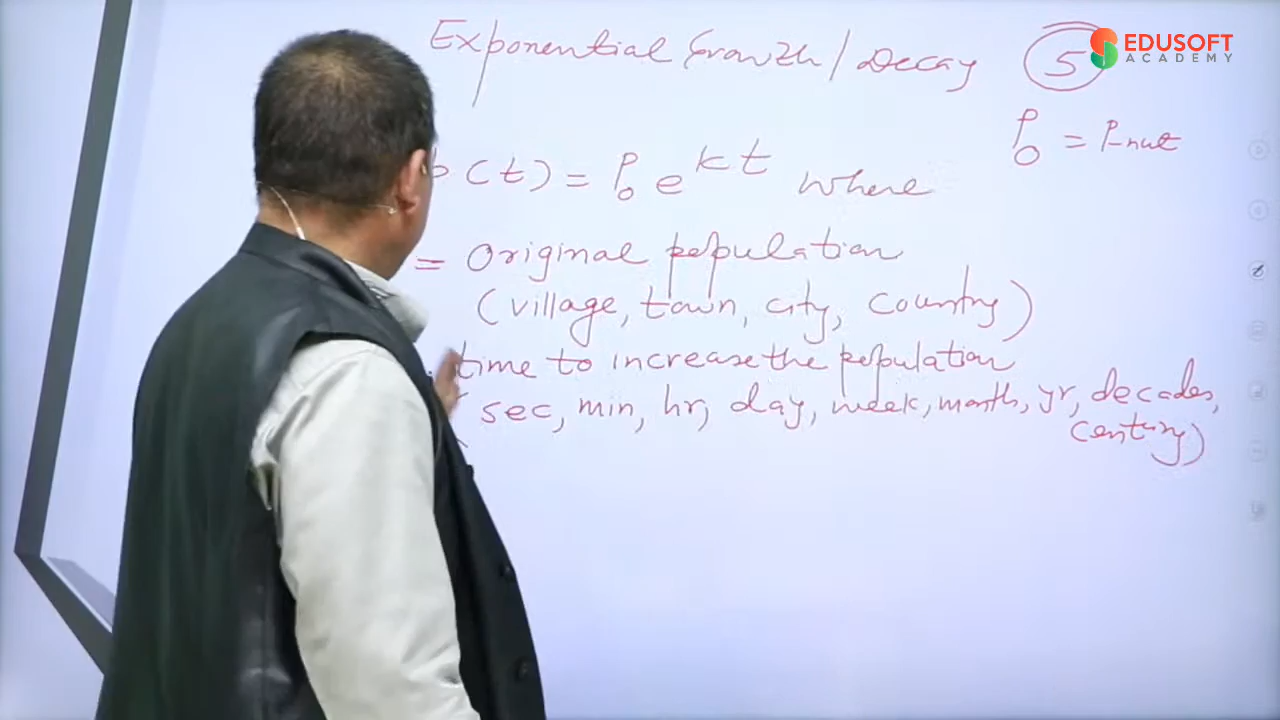 Exponential Growth / Decay 5
EDUSOFT
ACADEMY
P0 = P-nut
p(t) = P0 e^kt where
= Original population
(village, town, city, country)
time to increase the population
sec, min, hr, day, week, month, yr, decades,
century)